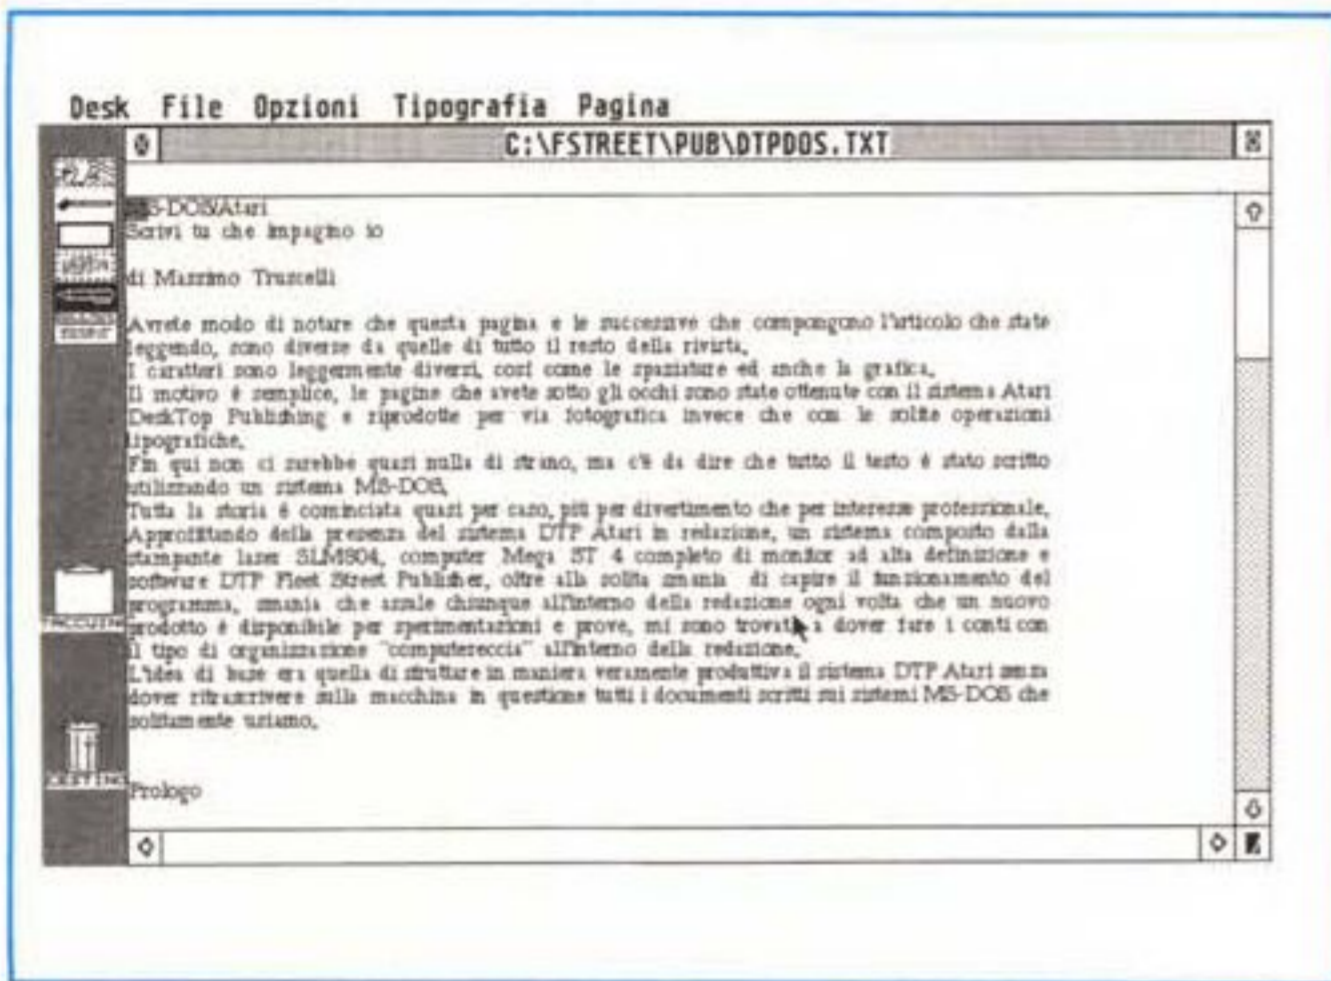 Desk File Opzioni Tipografia Pagina
C:\FSTREET\PUB\DTPDOS.TXT
MS-DOS/Atari
Scrivi tu che impagino io
di Massimo Truscelli
Avrete modo di notare che questa pagina e le successive che compongono l'articolo che state
leggendo, sono diverse da quelle di tutto il resto della rivista.
I caratteri sono leggermente diversi, così come le spaziature ed anche la grafica.
Il motivo è semplice, le pagine che avete sotto gli occhi sono state ottenute con il sistema Atari
DeskTop Publishing e riprodotte per via fotografica invece che con le solite operazioni
tipografiche.
Fin qui non ci sarebbe quasi nulla di strano, ma c'è da dire che tutto il testo è stato scritto
utilizzando un sistema MS-DOS.
Tutta la storia è cominciata quasi per caso, più per divertimento che per interesse professionale.
Approfittando della presenza del sistema DTP Atari in redazione, un sistema composto dalla
stampante laser SLM804, computer Mega ST 4 completo di monitor ad alta definizione e
software DTP Fleet Street Publisher, oltre alla solita smania di capire il funzionamento del
programma, smania che assale chiunque all'interno della redazione ogni volta che un nuovo
TACCUIN
prodotto è disponibile per sperimentazioni e prove, mi sono trovato a dover fare i conti con
il tipo di organizzazione "computereccia" all'interno della redazione.
L'idea di base era quella di sfruttare in maniera veramente produttiva il sistema DTP Atari senza
dover ritrascrivere sulla macchina in questione tutti i documenti scritti sui sistemi MS-DOS che
solitamente usiamo.
CESTINO
Prologo